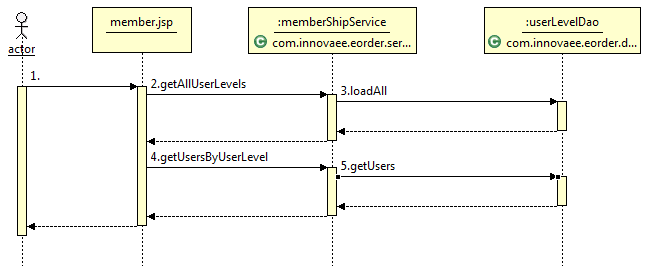 member.jsp
:memberShipService
com.innovaee.eorder.ser...
:userLevelDao
com.innovaee.eorder.d...
actor
1.
2.getAllUserLevels
3.loadAll
4.getUsersByUserLevel
5.getUsers